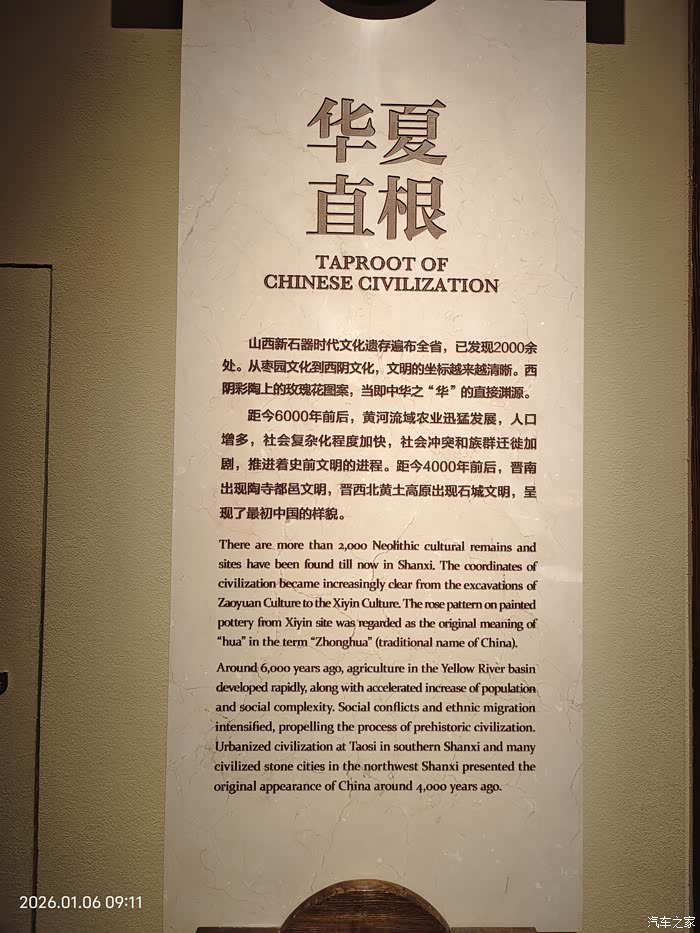 华夏
直根
TAPROOT OF
CHINESE CIVILIZATION
山西新石器时代文化遗存遍布全省，已发现2000余
处。从枣园文化到西阴文化，文明的坐标越来越清晰。西
阴彩陶上的玫瑰花图案，当即中华之“华”的直接渊源。
距今6000年前后，黄河流域农业迅猛发展，人口
增多，社会复杂化程度加快，社会冲突和族群迁徙加
剧，推进着史前文明的进程。距今4000年前后，晋南
出现陶寺都邑文明，晋西北黄土高原出现石城文明，呈
现了最初中国的样貌。
There are more than 2,000 Neolithic cultural remains and
sites have been found till now in Shanxi. The coordinates of
civilization became increasingly clear from the excavations of
Zaoyuan Culture to the Xiyin Culture. The rose pattern on painted
pottery from Xiyin site was regarded as the original meaning of
“hua” in the term “Zhonghua” (traditional name of China).
Around 6,000 years ago, agriculture in the Yellow River basin
developed rapidly, along with accelerated increase of population
and social complexity. Social conflicts and ethnic migration
intensified, propelling the process of prehistoric civilization.
Urbanized civilization at Taosi in southern Shanxi and many
civilized stone cities in the northwest Shanxi presented the
original appearance of China around 4,000 years ago.
2026.01.06 09:11
汽车之家